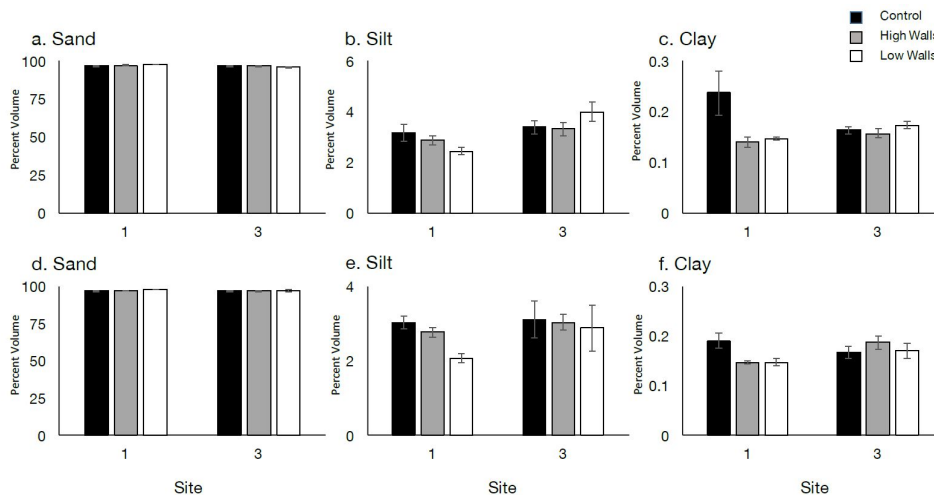 Control
High Walls
Low Walls
a. Sand
b. Silt
c. Clay
Percent Volume
100
75
50
25
0
1
3
Percent Volume
6
4
2
0
1
3
Percent Volume
0.3
0.2
0.1
0
1
3
d. Sand
e. Silt
f. Clay
Percent Volume
100
75
50
25
0
1
3
Site
Percent Volume
4
2
0
1
3
Site
Percent Volume
0.3
0.2
0.1
0
1
3
Site